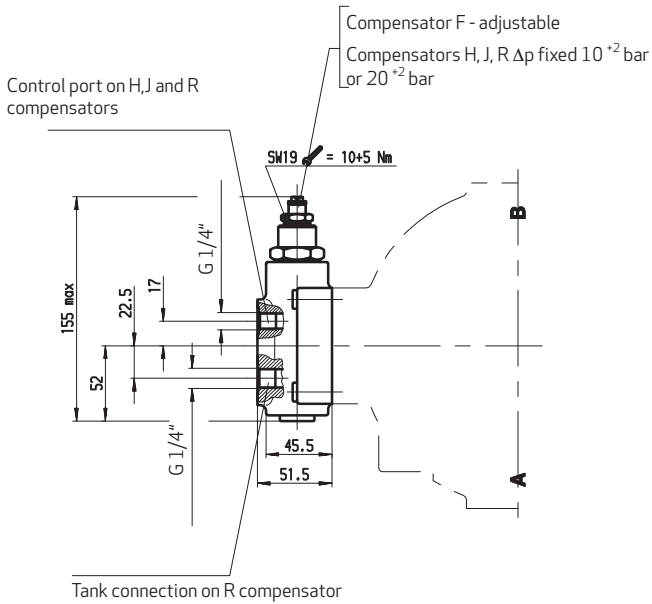 Compensator F - adjustable
Compensators H, J, R Δp fixed 10 +2 bar
or 20 +2 bar
Control port on H,J and R
compensators
SW19 = 10+5 Nm
G 1/4“
155 max
22.5
17
52
G 1/4“
45.5
51.5
B
A
Tank connection on R compensator